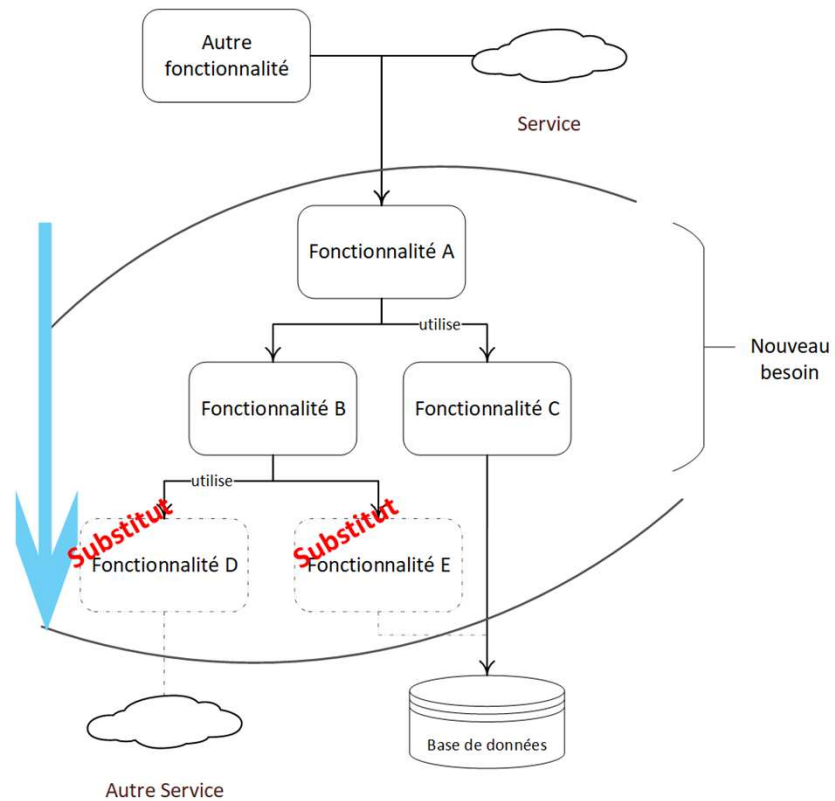 Autre
fonctionnalité
Service
Fonctionnalité A
utilise
Nouveau
besoin
Fonctionnalité B
Fonctionnalité C
utilise
Substitut
Substitut
Fonctionnalité D
Fonctionnalité E
Base de données
Autre Service